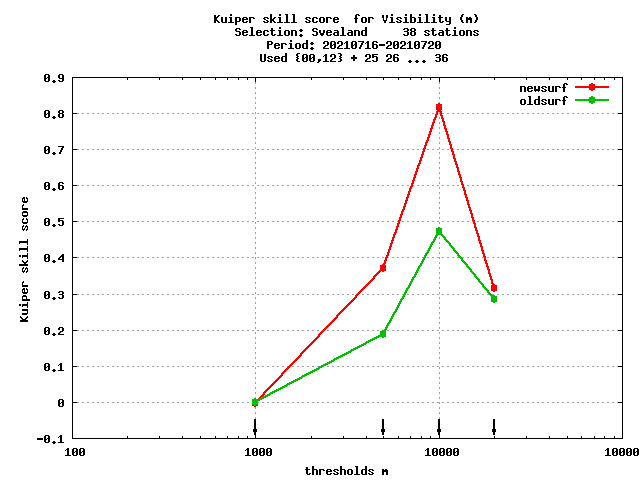 Kuiper skill score  for Visibility (m)
Selection: Svealand     38 stations
Period: 20210716-20210720
Used {00,12} + 25 26 ... 36
newsurf
oldsurf
0.9
0.8
0.7
0.6
0.5
0.4
0.3
0.2
0.1
0
-0.1
Kuiper skill score
100
1000
10000
10000
thresholds m